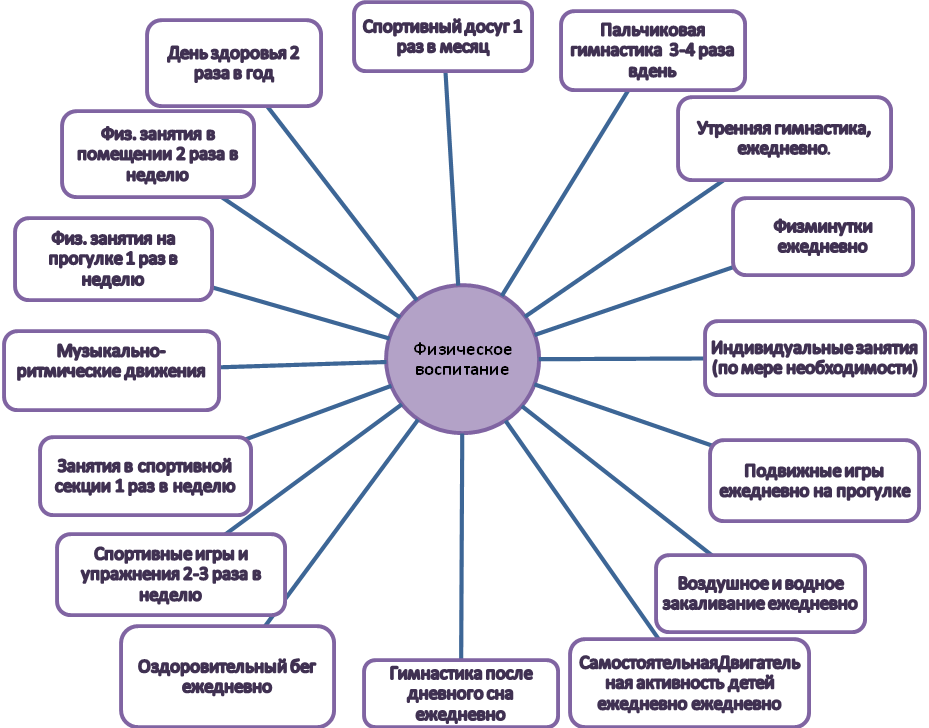 Спортивный досуг 1
раз в месяц
Пальчиковая
гимнастика 3-4 раза
вдень
Утренняя гимнастика,
ежедневно.
Физминутки
ежедневно
Индивидуальные занятия
(по мере необходимости)
Подвижные игры
ежедневно на прогулке
Воздушное и водное
закаливание ежедневно
СамостоятельнаяДвигатель
ная активность детей
ежедневно ежедневно
Гимнастика после
дневного сна
ежедневно
Оздоровительный бег
ежедневно
Спортивные игры и
упражнения 2-3 раза в
неделю
Занятия в спортивной
секции 1 раз в неделю
Музыкально-
ритмические движения
Физ. занятия на
прогулке 1 раз в
неделю
Физ. занятия в
помещении 2 раза в
неделю
День здоровья 2
раза в год
Физическое
воспитание